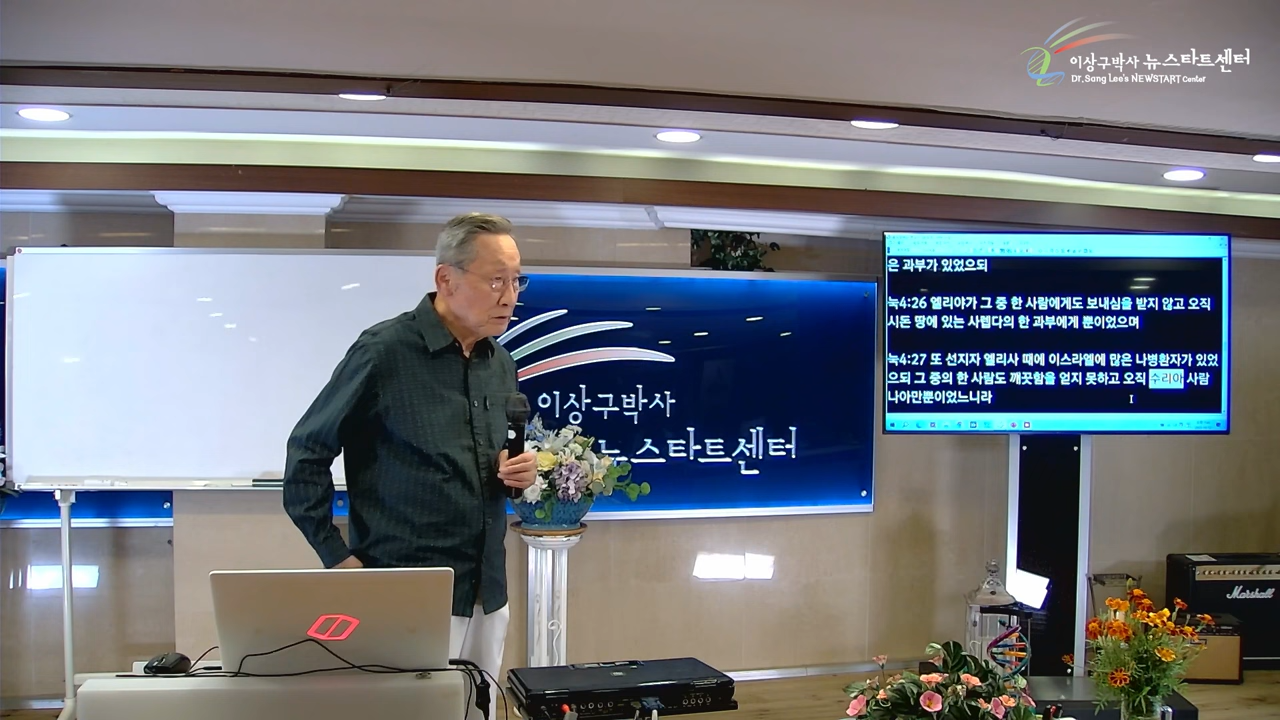 이상구박사 뉴스타트센터
Dr. Sang Lee's NEWSTART Center
은 과부가 있었으되
눅4:26 엘리야가 그 중 한 사람에게도 보내심을 받지 않고 오직
시돈 땅에 있는 사렙다의 한 과부에게 뿐이었으며
눅4:27 또 선지자 엘리사 때에 이스라엘에 많은 나병환자가 있었
으되 그 중의 한 사람도 깨끗함을 얻지 못하고 오직 수리아 사람
나아만뿐이었느니라
이상구박사
뉴스타트센터
Marshall